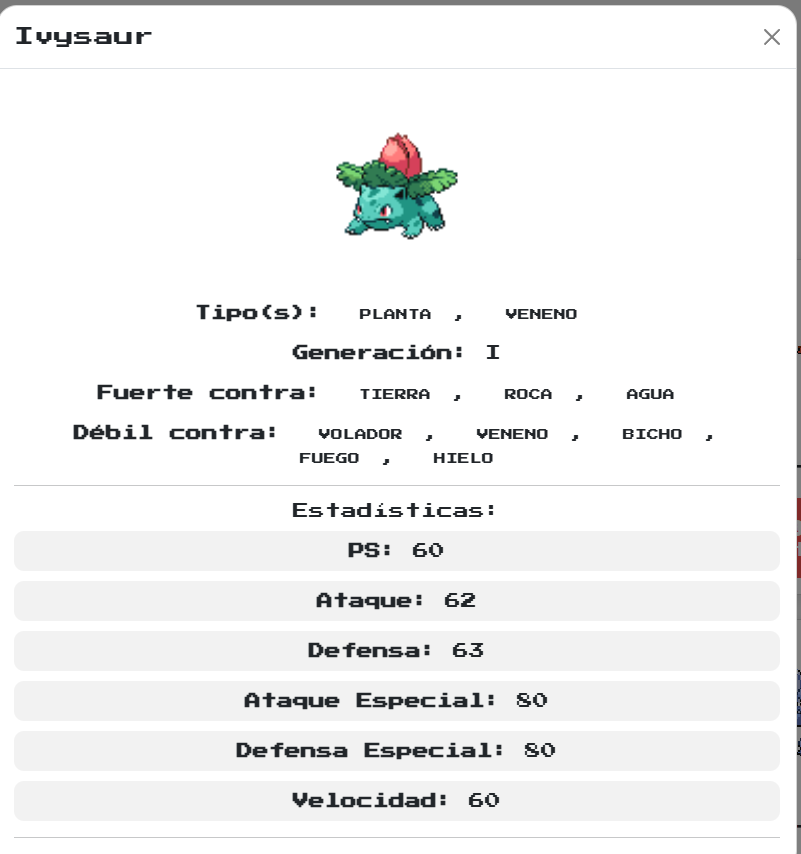 Ivysaur
Tipo(s): PLANTA , VENENO
Generación: I
Fuerte contra: TIERRA , ROCA , AGUA
Débil contra: VOLADOR , VENENO , BICHO ,
FUEGO , HIELO
Estadísticas:
PS: 60
Ataque: 62
Defensa: 63
Ataque Especial: 80
Defensa Especial: 80
Velocidad: 60